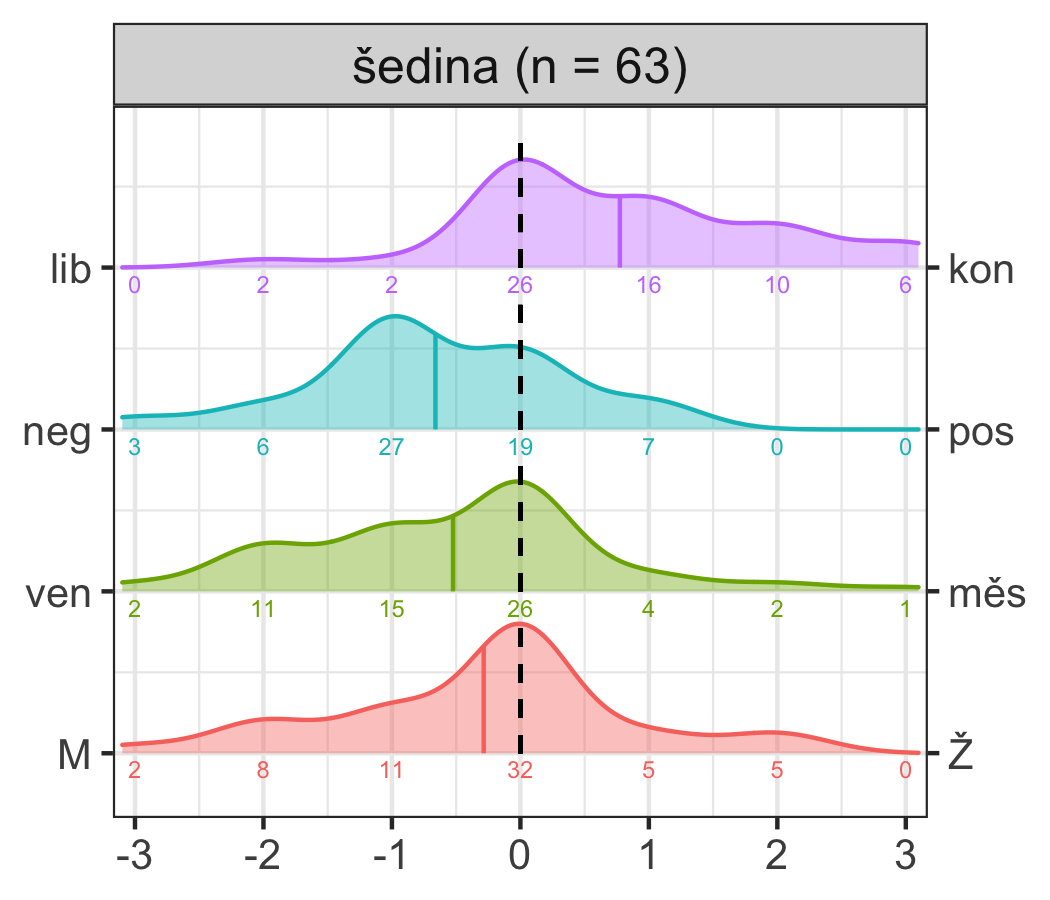 šedina (n = 63)
lib kon
0 2 2 26 16 10 6
neg pos
3 6 27 19 7 0 0
ven měs
2 11 15 26 4 2 1
M Ž
2 8 11 32 5 5 0
-3 -2 -1 0 1 2 3